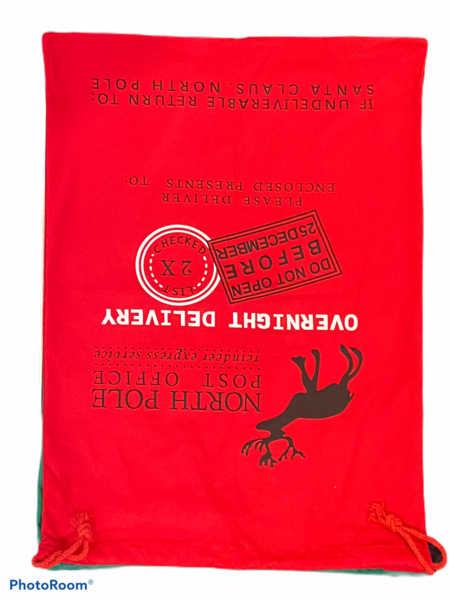 NORTH POLE
POST OFFICE
reindeer express service
OVERNIGHT DELIVERY
LIST
2X
CHECKED
DO NOT OPEN
BEFORE
25 DECEMBER
PLEASE DELIVER
ENCLOSED PRESENTS TO:
IF UNDELIVERABLE RETURN TO:
SANTA CLAUS, NORTH POLE
PhotoRoom®